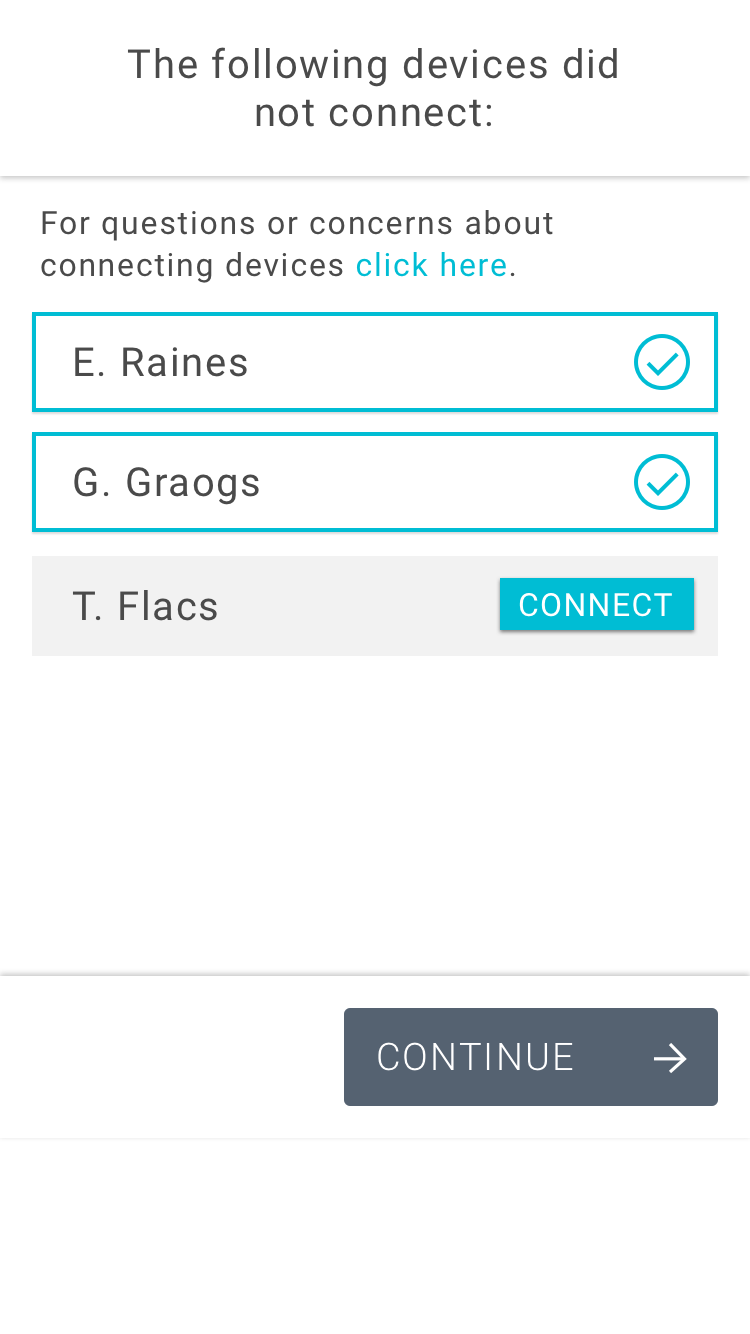 The following devices did
not connect:
For questions or concerns about
connecting devices click here.
E. Raines
G. Graogs
T. Flacs
CONNECT
CONTINUE